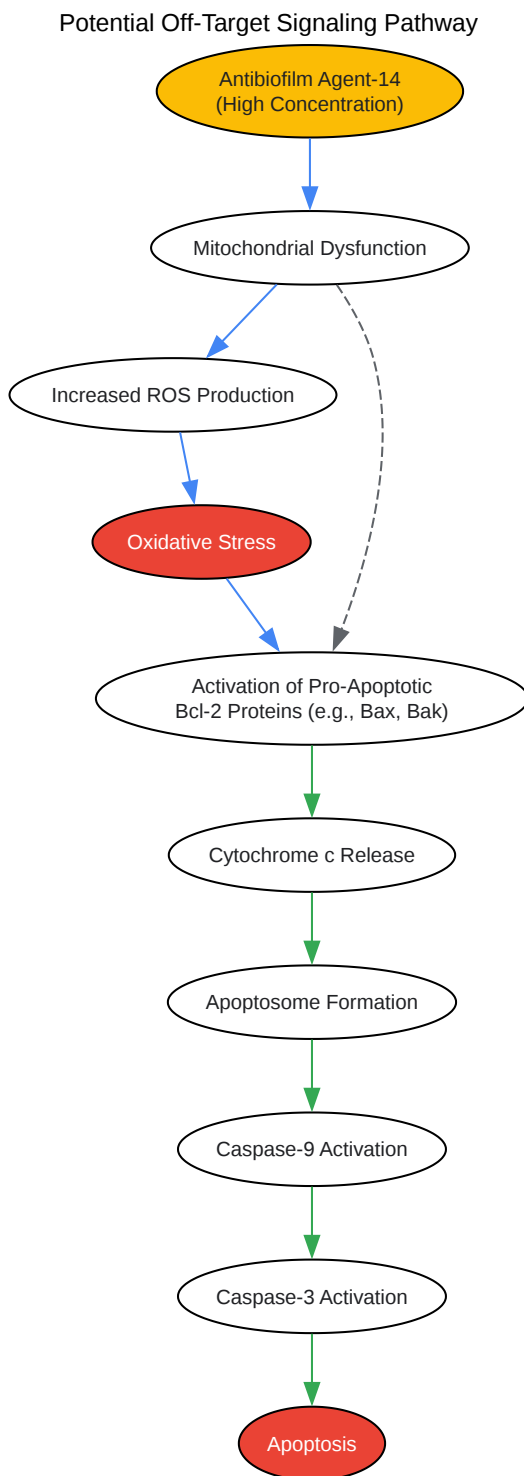 Potential Off-Target Signaling Pathway
Antibiofilm Agent-14
(High Concentration)
Mitochondrial Dysfunction
Increased ROS Production
Oxidative Stress
Activation of Pro-Apoptotic
Bcl-2 Proteins (e.g., Bax, Bak)
Cytochrome c Release
Apoptosome Formation
Caspase-9 Activation
Caspase-3 Activation
Apoptosis